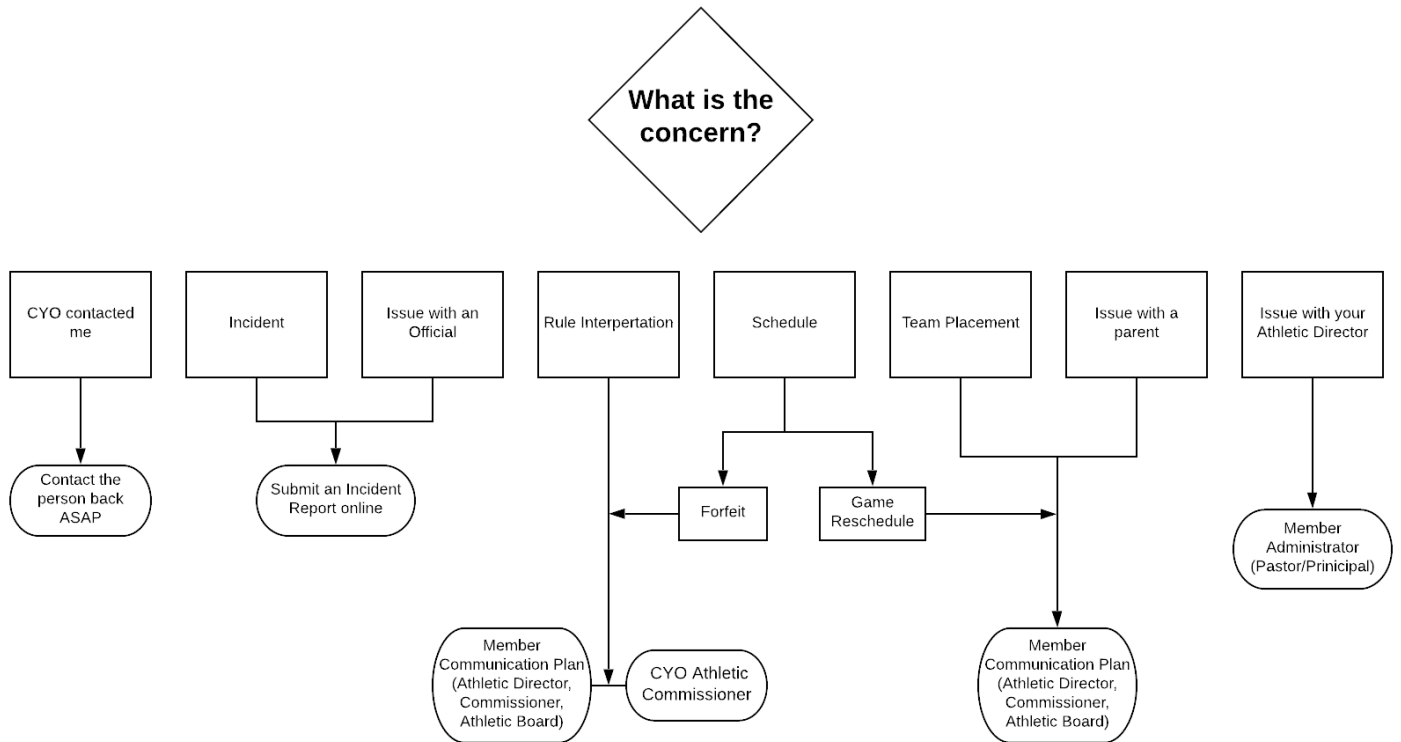 What is the
concern?
CYO contacted
me
Incident
Issue with an
Official
Rule Interpertation
Schedule
Team Placement
Issue with a
parent
Issue with your
Athletic Director
Contact the
person back
ASAP
Submit an Incident
Report online
Forfeit
Game
Reschedule
Member
Administrator
(Pastor/Prinicipal)
Member
Communication Plan
(Athletic Director,
Commissioner,
Athletic Board)
CYO Athletic
Commissioner
Member
Communication Plan
(Athletic Director,
Commissioner,
Athletic Board)